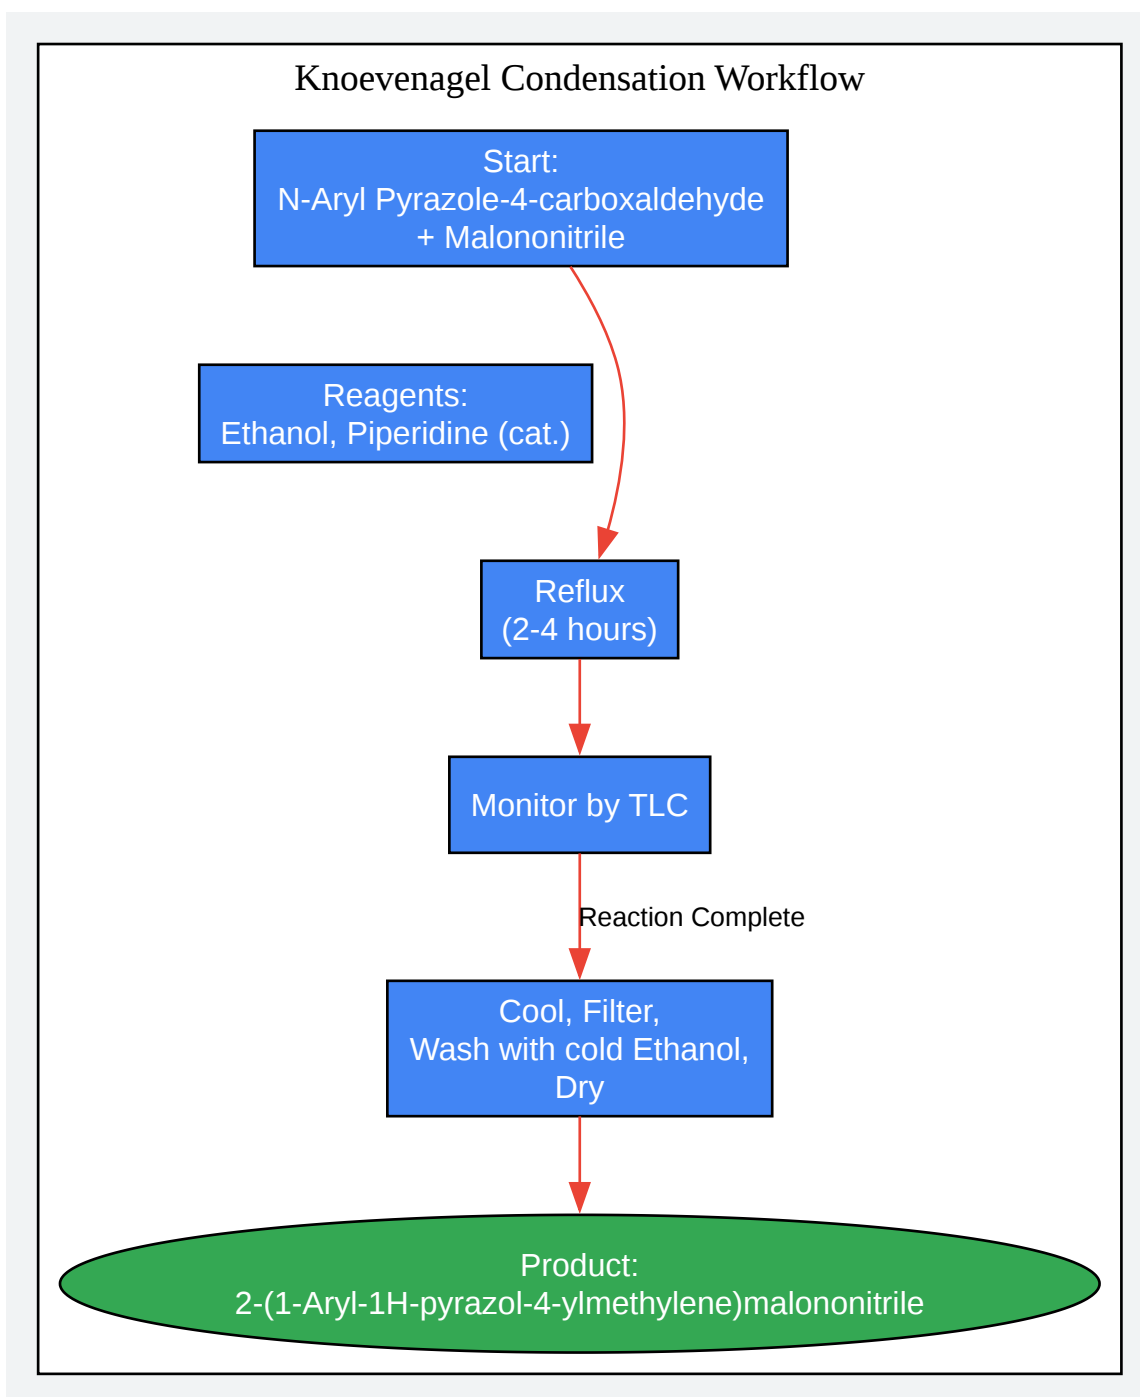 Knoevenagel Condensation Workflow
Start:
N-Aryl Pyrazole-4-carboxaldehyde
+ Malononitrile
Reagents:
Ethanol, Piperidine (cat.)
Reflux
(2-4 hours)
Monitor by TLC
Reaction Complete
Cool, Filter,
Wash with cold Ethanol,
Dry
Product:
2-(1-Aryl-1H-pyrazol-4-ylmethylene)malononitrile